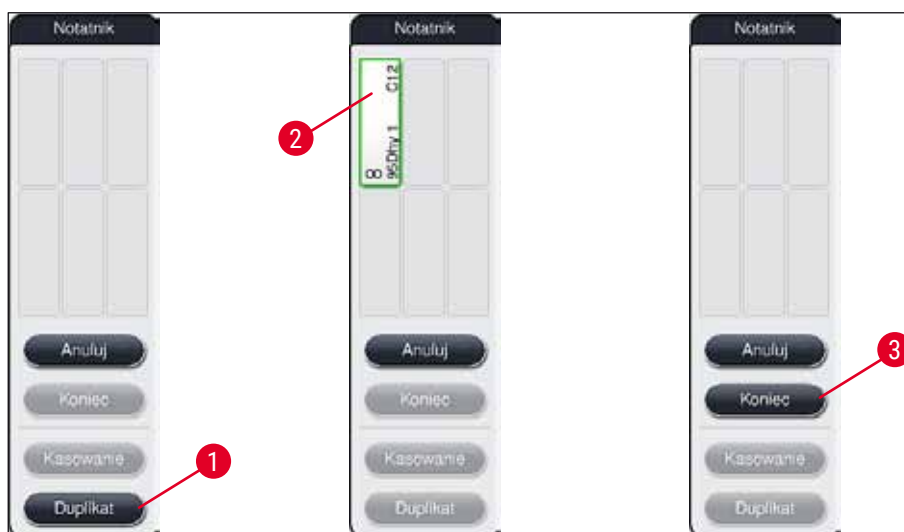 Notatnik
Anuluj
Koniec
Kasowanie
Duplikat
1
Notatnik
C12
95Dhy 1
8
2
Anuluj
Koniec
Kasowanie
Duplikat
Notatnik
Anuluj
Koniec
Kasowanie
Duplikat
3